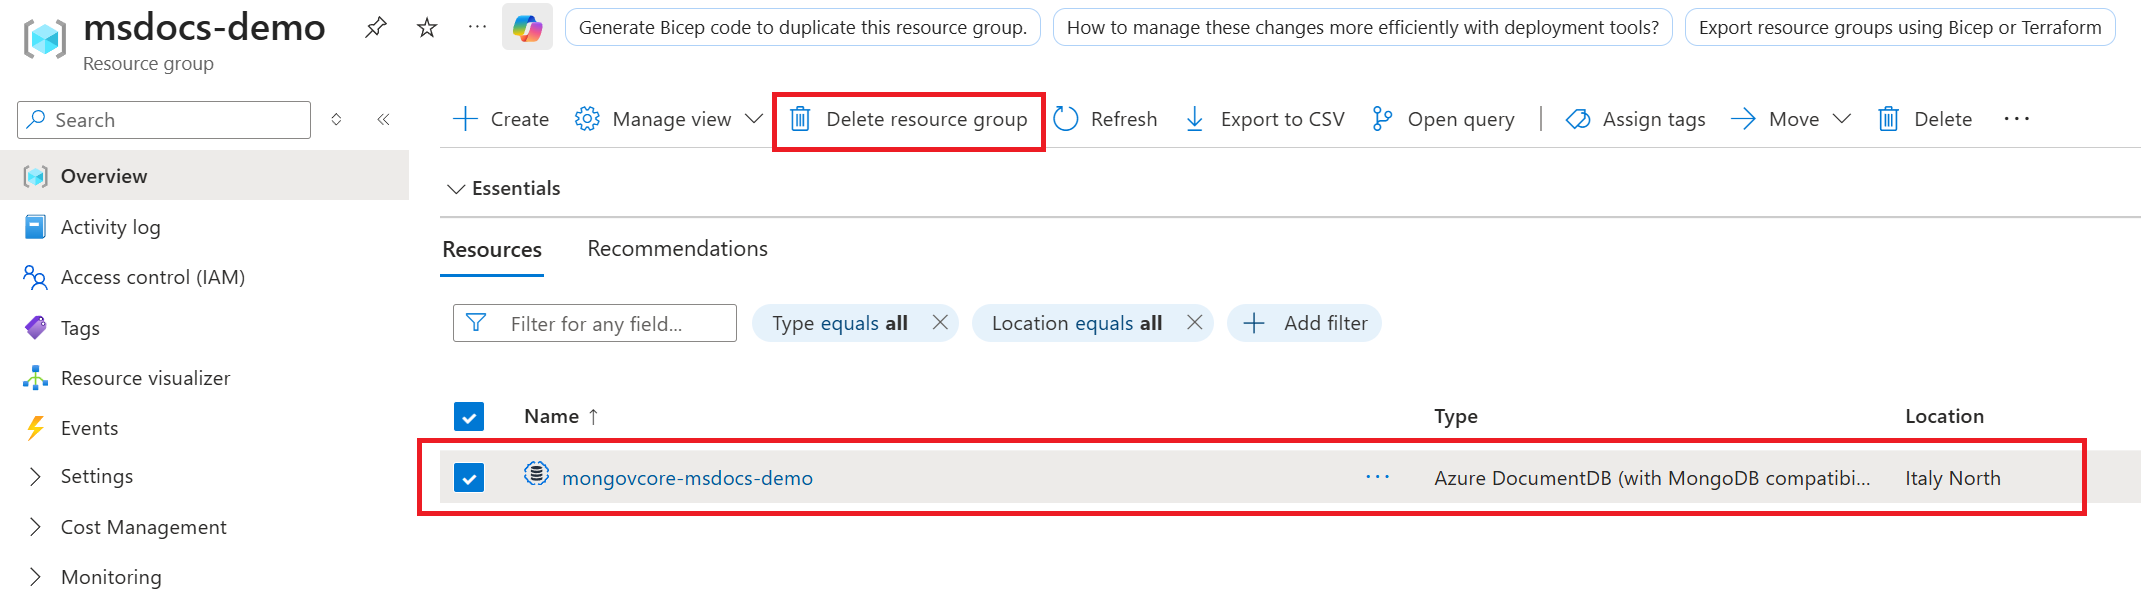 msdocs-demo
Resource group
Generate Bicep code to duplicate this resource group.
How to manage these changes more efficiently with deployment tools?
Export resource groups using Bicep or Terraform
Search
Create
Manage view
Delete resource group
Refresh
Export to CSV
Open query
Assign tags
Move
Delete
Overview
Activity log
Access control (IAM)
Tags
Resource visualizer
Events
Settings
Cost Management
Monitoring
Essentials
Resources
Recommendations
Filter for any field...
Type equals all
Location equals all
Add filter
Name ↑
Type
Location
mongovcore-msdocs-demo
Azure DocumentDB (with MongoDB compatibi...
Italy North